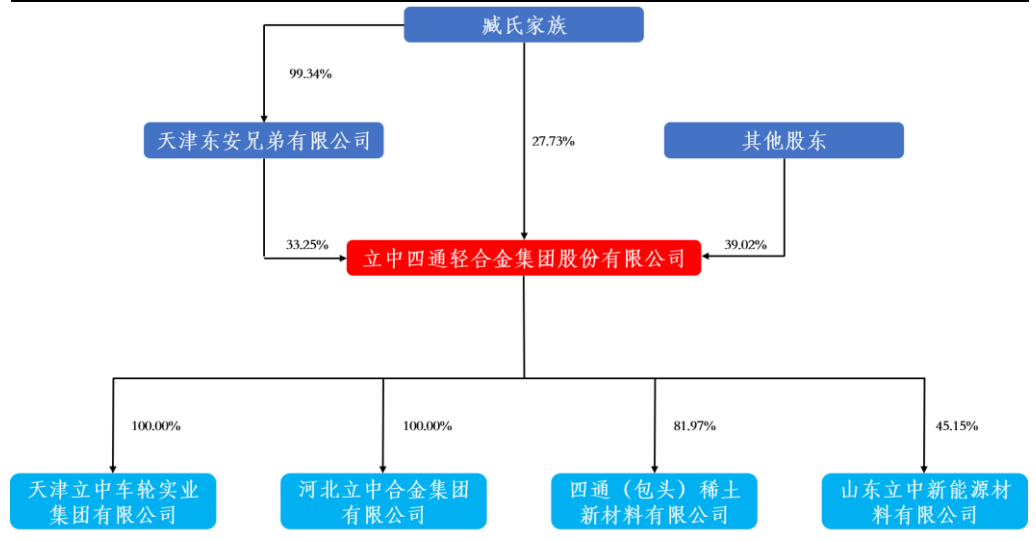 臧氏家族
99.34%
天津东安兄弟有限公司
27.73%
其他股东
33.25%
立中四通轻合金集团股份有限公司
39.02%
100.00%
100.00%
81.97%
45.15%
天津立中车轮实业
集团有限公司
河北立中合金集团
有限公司
四通（包头）稀土
新材料有限公司
山东立中新能源材
料有限公司